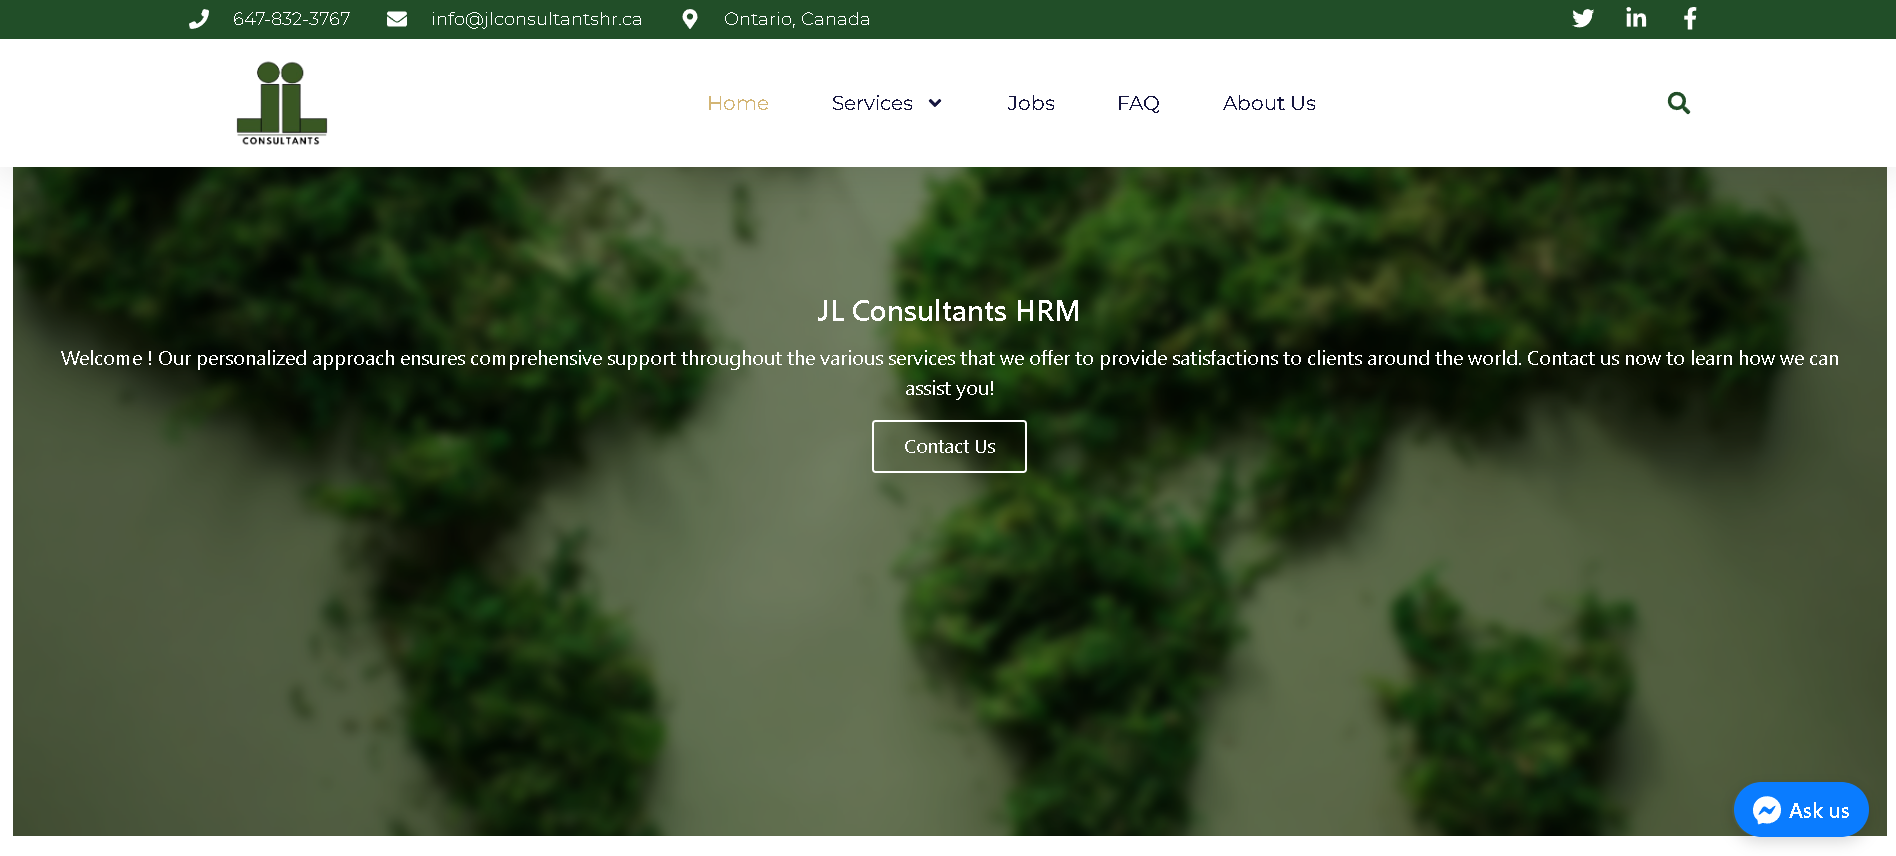 647-832-3767 info@jlconsultantshr.ca Ontario, Canada
JL
CONSULTANTS
Home Services Jobs FAQ About Us
JL Consultants HRM
Welcome ! Our personalized approach ensures comprehensive support throughout the various services that we offer to provide satisfactions to clients around the world. Contact us now to learn how we can
assist you!
Contact Us
Ask us